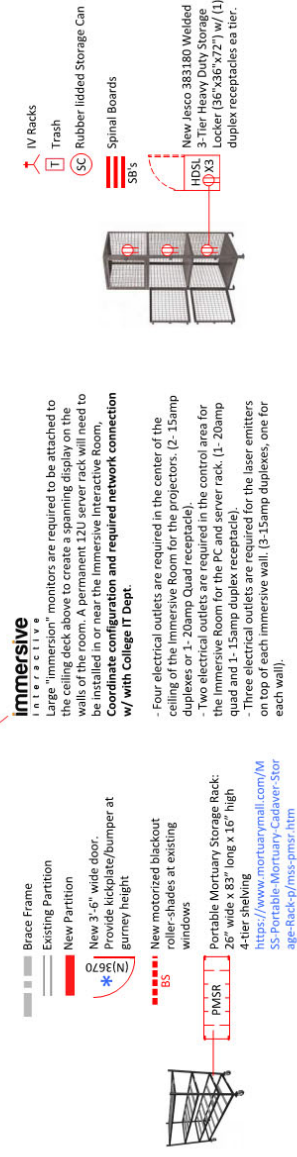 Brace Frame
Existing Partition
New Partition
(N)3670
*
New 3'-6" wide door.
Provide kickplate/bumper at
gurney height
BS
New motorized blackout
roller-shades at existing
windows
PMSR
Portable Mortuary Storage Rack:
26" wide x 83" long x 16" high
4-tier shelving
https://www.mortuarymall.com/M
SS-Portable-Mortuary-Cadaver-Stor
age-Rack-p/mss-pmsr.htm
immersive
interactive
Large "immersion" monitors are required to be attached to
the ceiling deck above to create a spanning display on the
walls of the room. A permanent 12U server rack will need to
be installed in or near the Immersive Interactive Room,
Coordinate configuration and required network connection
w/ with College IT Dept.
- Four electrical outlets are required in the center of the
ceiling of the Immersive Room for the projectors. (2- 15amp
duplexes or 1- 20amp Quad receptacle).
- Two electrical outlets are required in the control area for
the Immersive Room for the PC and server rack. (1- 20amp
quad and 1- 15amp duplex receptacle).
- Three electrical outlets are required for the laser emitters
on top of each immersive wall. (3-15amp duplexes, one for
each wall).
IV Racks
T
Trash
SC
Rubber lidded Storage Can
SB's
Spinal Boards
HDSL
X3
New Jesco 383180 Welded
3-Tier Heavy Duty Storage
Locker (36"x36"x72") w/ (1)
duplex receptacles ea tier.